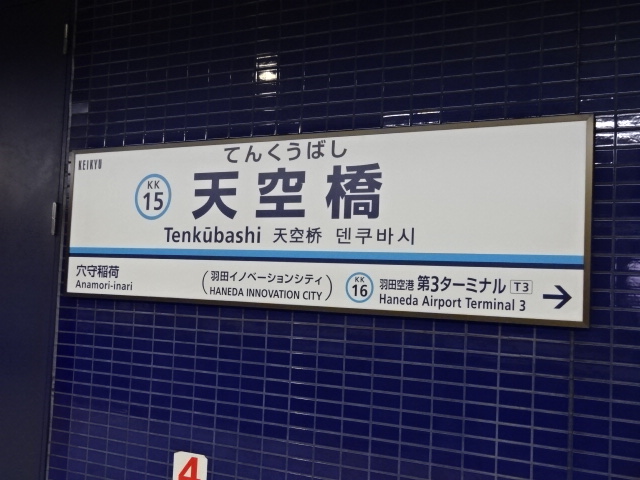 KEIKYU
てんくうばし
KK
15
天空橋
Tenkūbashi 天空桥 덴쿠바시
穴守稲荷
Anamori-inari
(羽田イノベーションシティ)
(HANEDA INNOVATION CITY)
KK
16
羽田空港 第3ターミナル T3
Haneda Airport Terminal 3
→
4